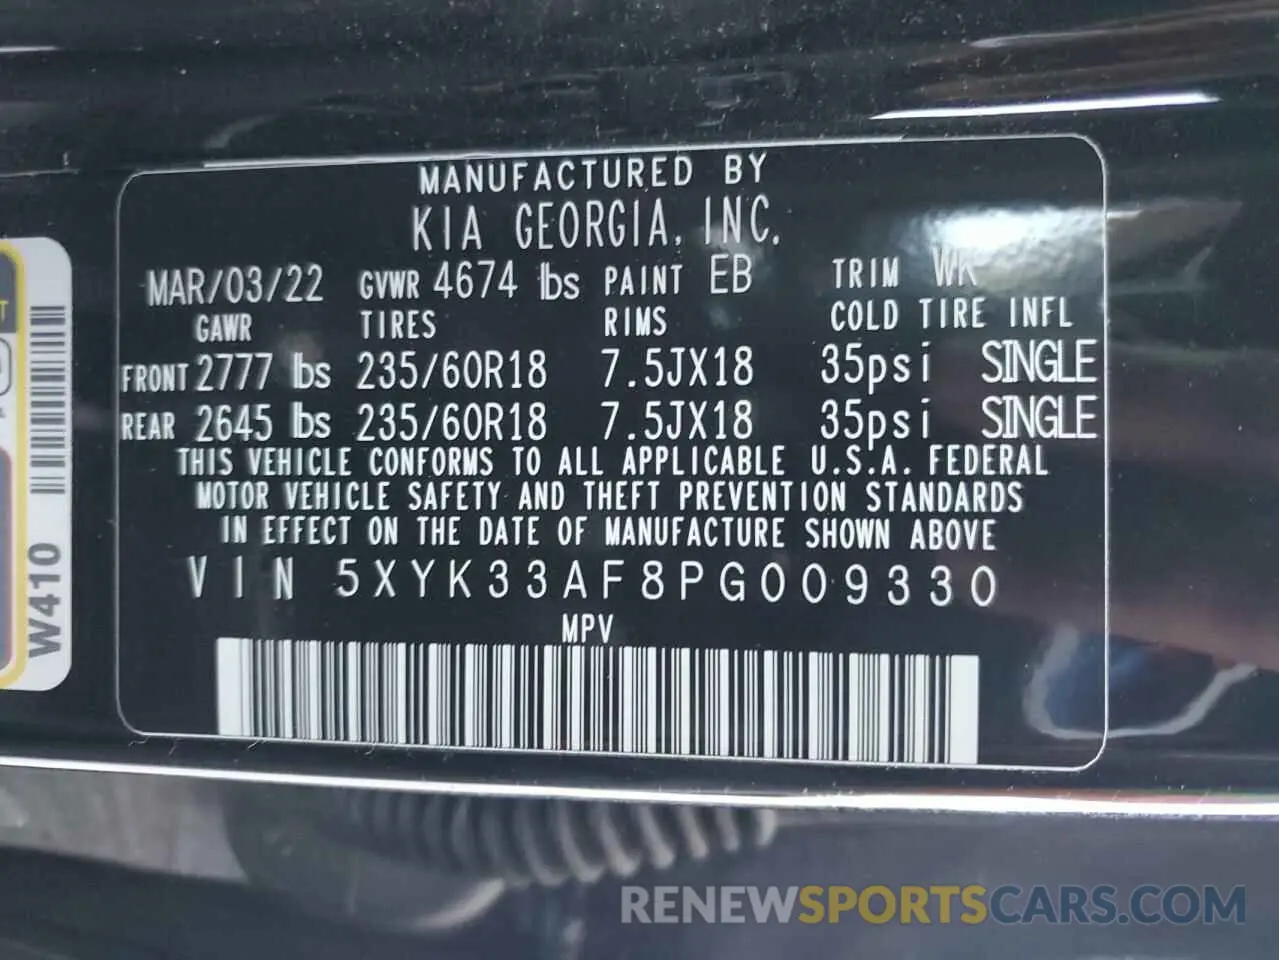 MANUFACTURED BY
KIA GEORGIA, INC.
MAR/03/22 GVWR 4674 lbs PAINT EB TRIM WK
GAWR TIRES RIMS COLD TIRE INFL
FRONT 2777 lbs 235/60R18 7.5JX18 35psi SINGLE
REAR 2645 lbs 235/60R18 7.5JX18 35psi SINGLE
THIS VEHICLE CONFORMS TO ALL APPLICABLE U.S.A. FEDERAL
MOTOR VEHICLE SAFETY AND THEFT PREVENTION STANDARDS
IN EFFECT ON THE DATE OF MANUFACTURE SHOWN ABOVE
VIN 5XYK33AF8PG009330
MPV
W410
RENEWSPORTSCARS.COM